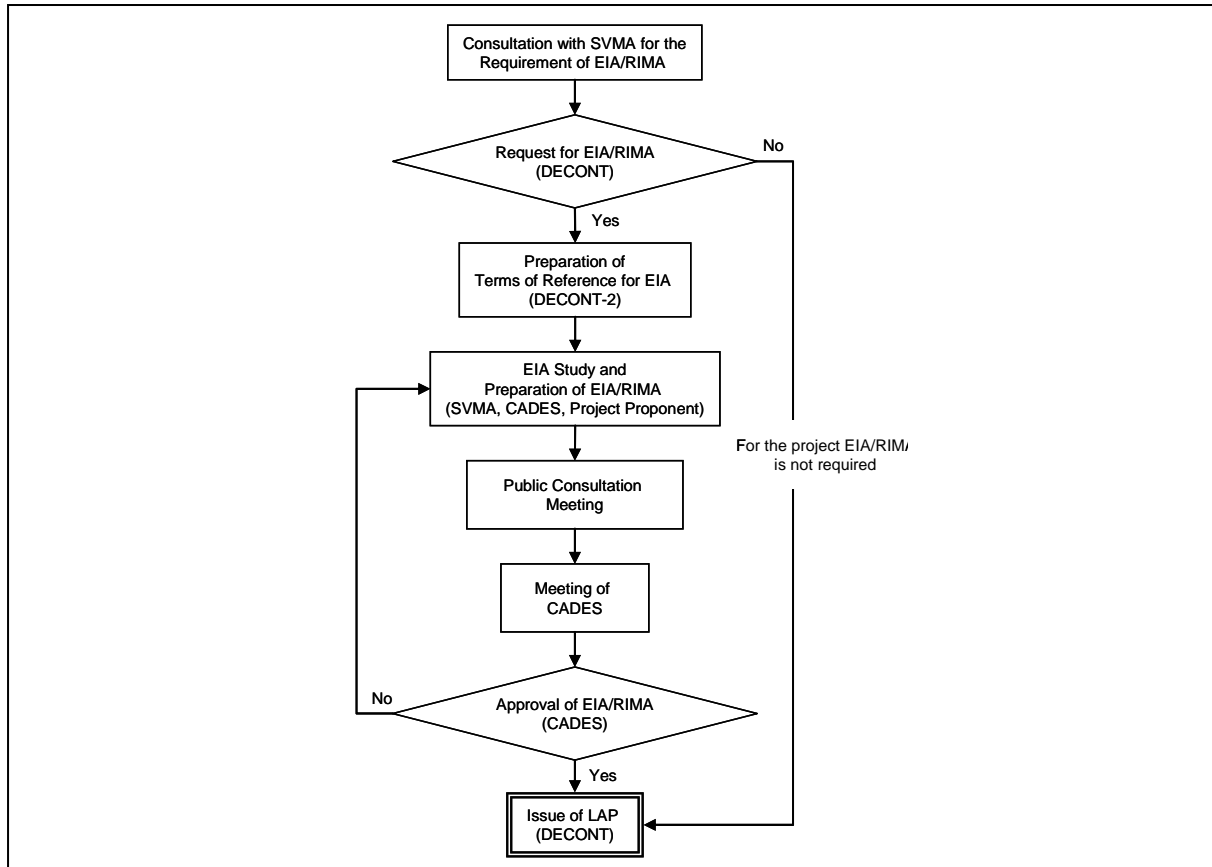 Consultation with SVMA for the
Requirement of EIA/RIMA
Request for EIA/RIMA
(DECONT)
No
Yes
Preparation of
Terms of Reference for EIA
(DECONT-2)
EIA Study and
Preparation of EIA/RIMA
(SVMA, CADES, Project Proponent)
For the project EIA/RIMA
is not required
Public Consultation
Meeting
Meeting of
CADES
No
Approval of EIA/RIMA
(CADES)
Yes
Issue of LAP
(DECONT)